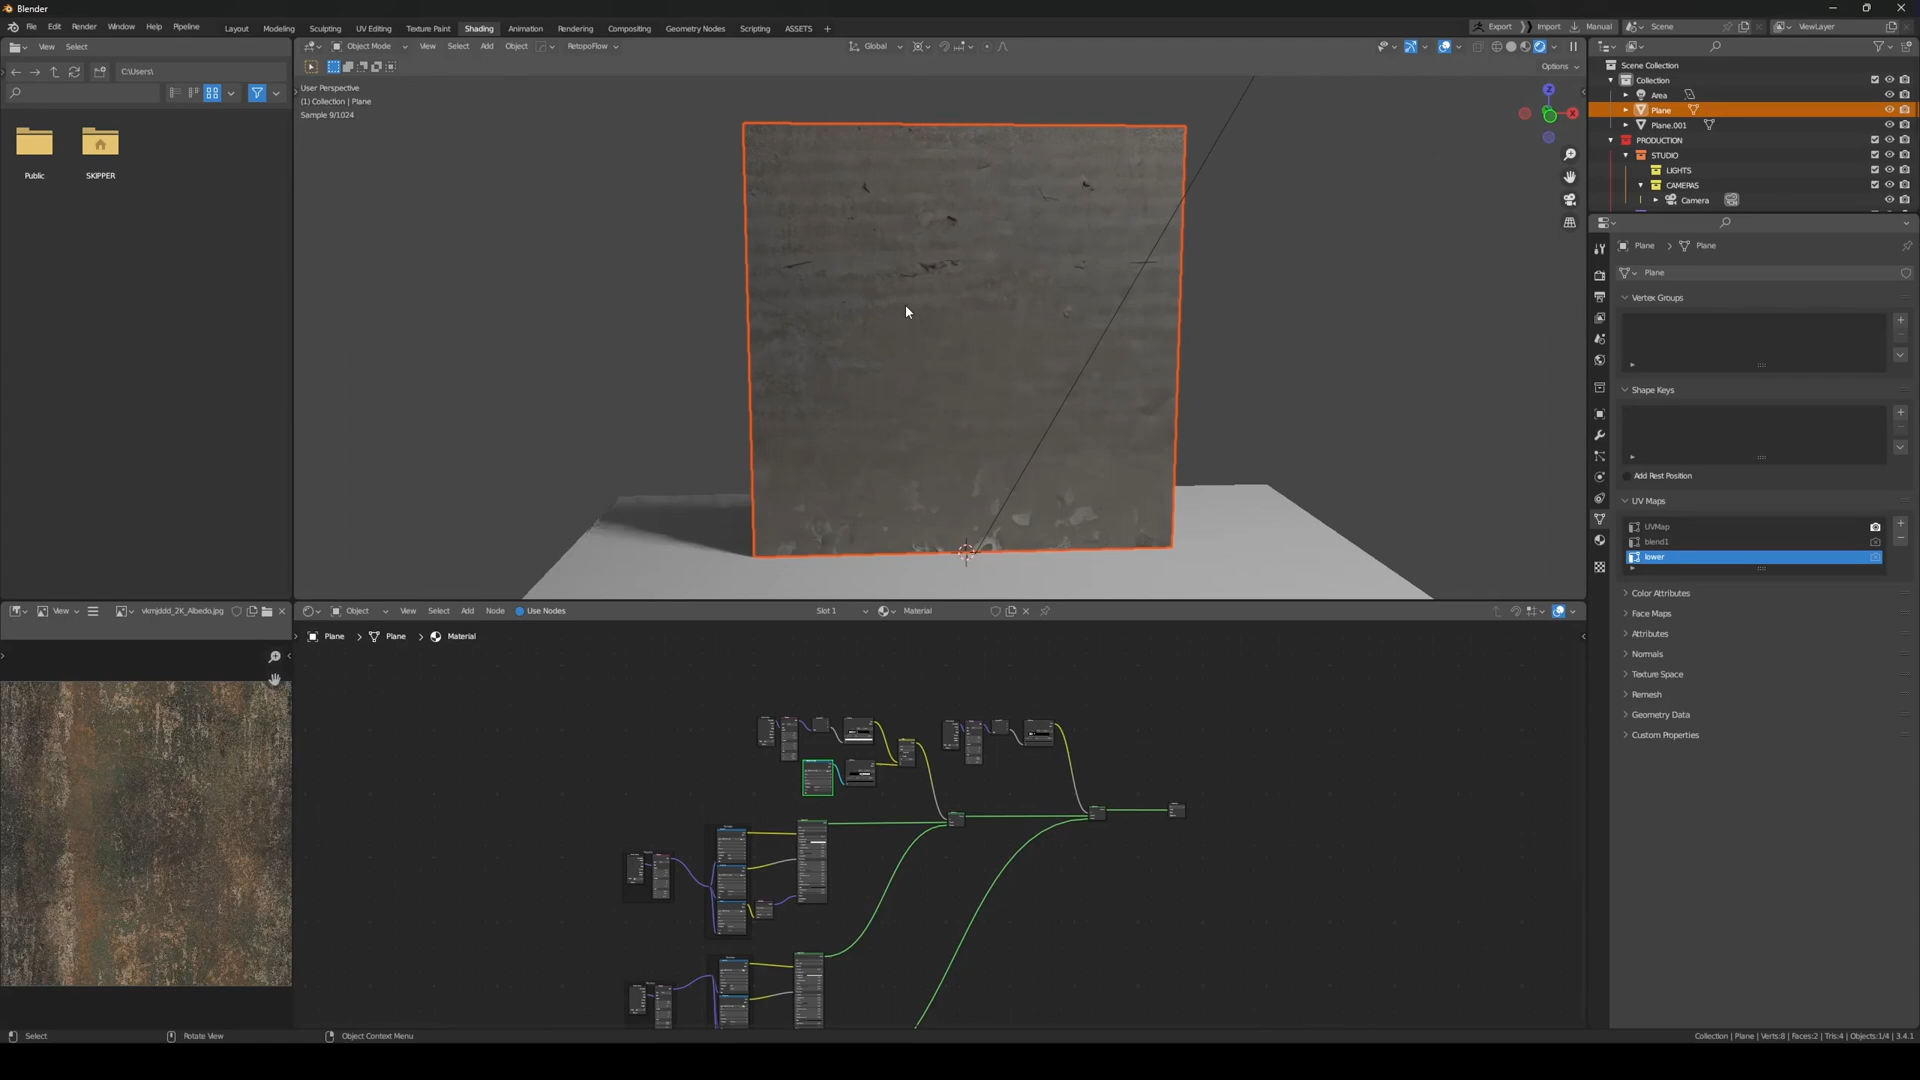 Blender
File Edit Render Window Help Pipeline
Layout Modeling Sculpting UV Editing Texture Paint Shading Animation Rendering Compositing Geometry Nodes Scripting ASSETS +
Export Import Manual Scene ViewLayer
View Select
Object Mode View Select Add Object RetopoFlow
Global
Options
C:\Users\
Public SKIPPER
User Perspective
(1) Collection | Plane
Sample 9/1024
Z
X
Scene Collection
Collection
Area
Plane
Plane.001
PRODUCTION
STUDIO
LIGHTS
CAMERAS
Camera
Plane > Plane
Plane
Vertex Groups
Shape Keys
Add Rest Position
UV Maps
UVMap
blend1
lower
Color Attributes
Face Maps
Attributes
Normals
Texture Space
Remesh
Geometry Data
Custom Properties
View vkmjddd_2K_Albedo.jpg
Object View Select Add Node Use Nodes Slot 1 Material
Plane > Plane > Material
Select Rotate View Object Context Menu
Collection | Plane | Verts:8 | Faces:2 | Tris:4 | Objects:1/4 | 3.4.1